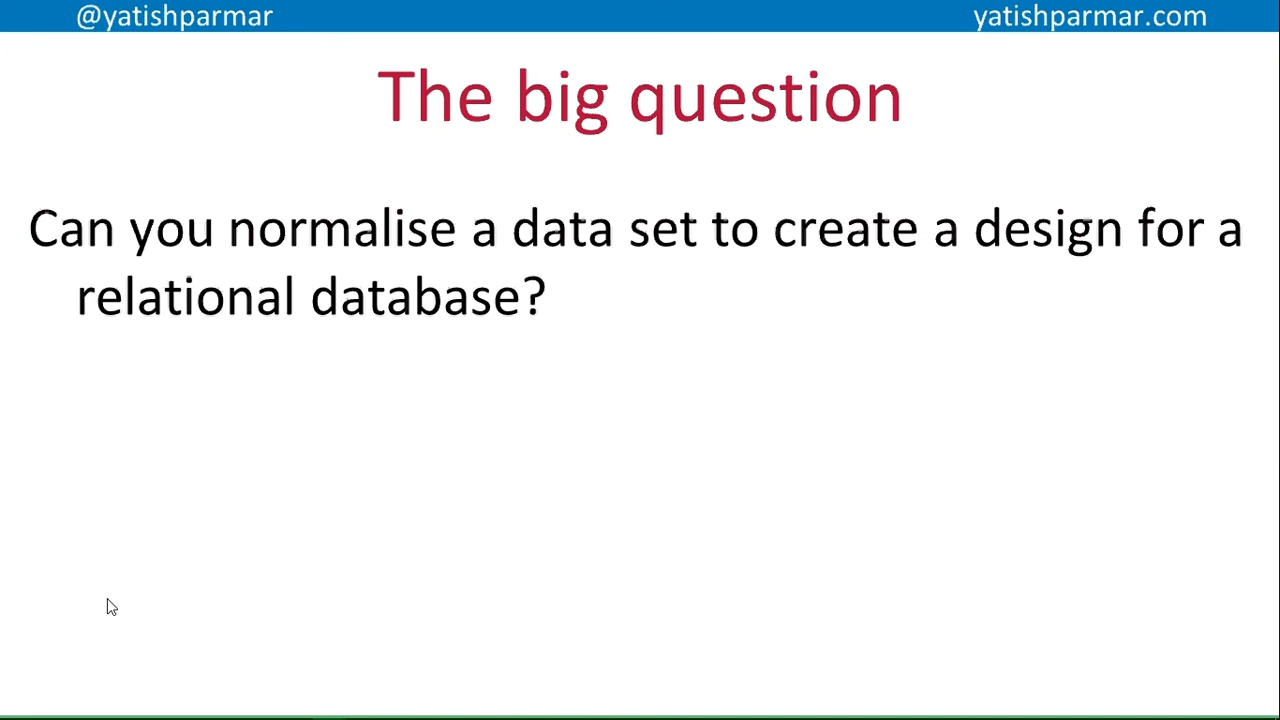 @yatishparmar
yatishparmar.com
The big question
Can you normalise a data set to create a design for a
relational database?